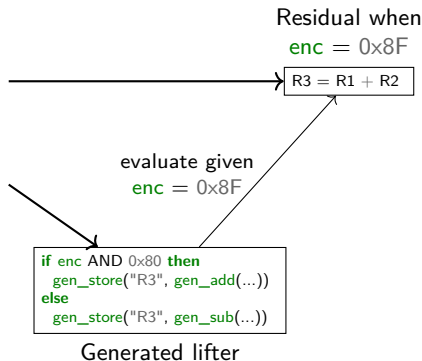 Residual when
enc = 0x8F
R3 = R1 + R2
evaluate given
enc = 0x8F
if enc AND 0x80 then
gen_store("R3", gen_add(...))
else
gen_store("R3", gen_sub(...))
Generated lifter